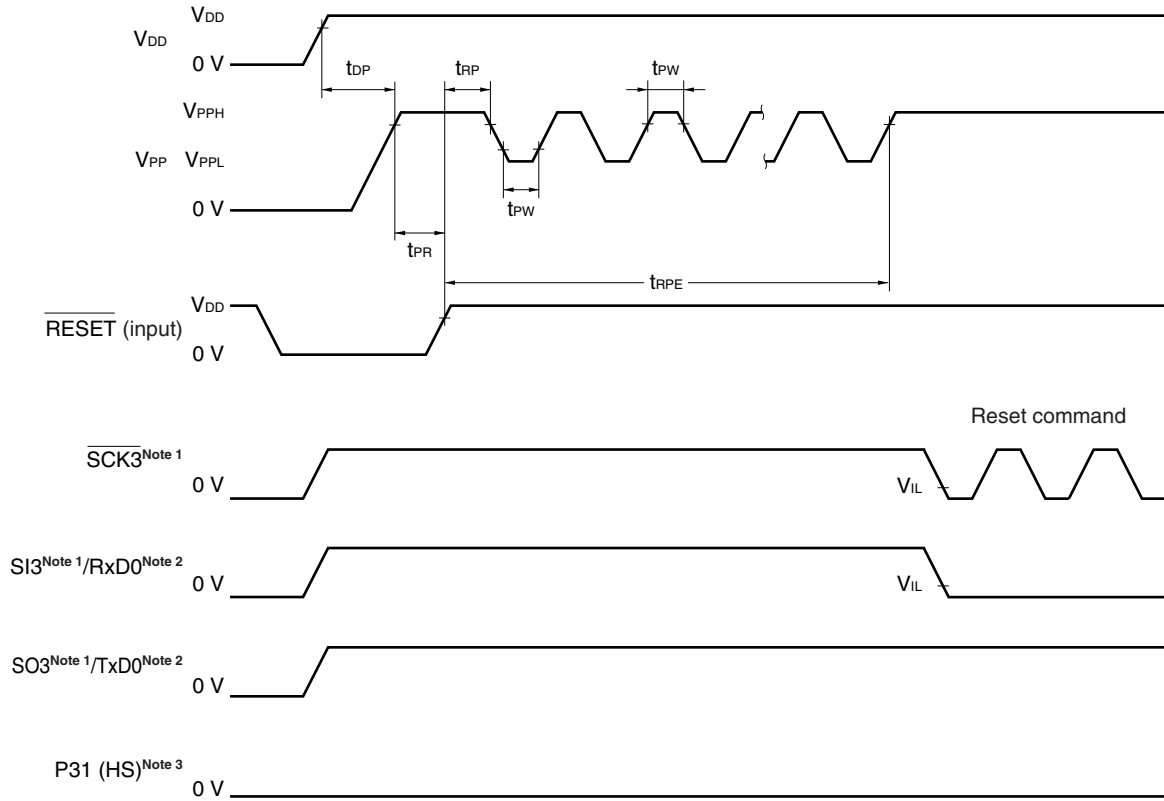 VDD
VDD
0 V
tDP
tRP
tPW
VPPH
VPP VPPL
tPW
0 V
tPR
tRPE
VDD
RESET (input)
0 V
Reset command
SCK3Note 1
0 V
VIL
SI3Note 1/RxD0Note 2
0 V
VIL
SO3Note 1/TxD0Note 2
0 V
P31 (HS)Note 3
0 V